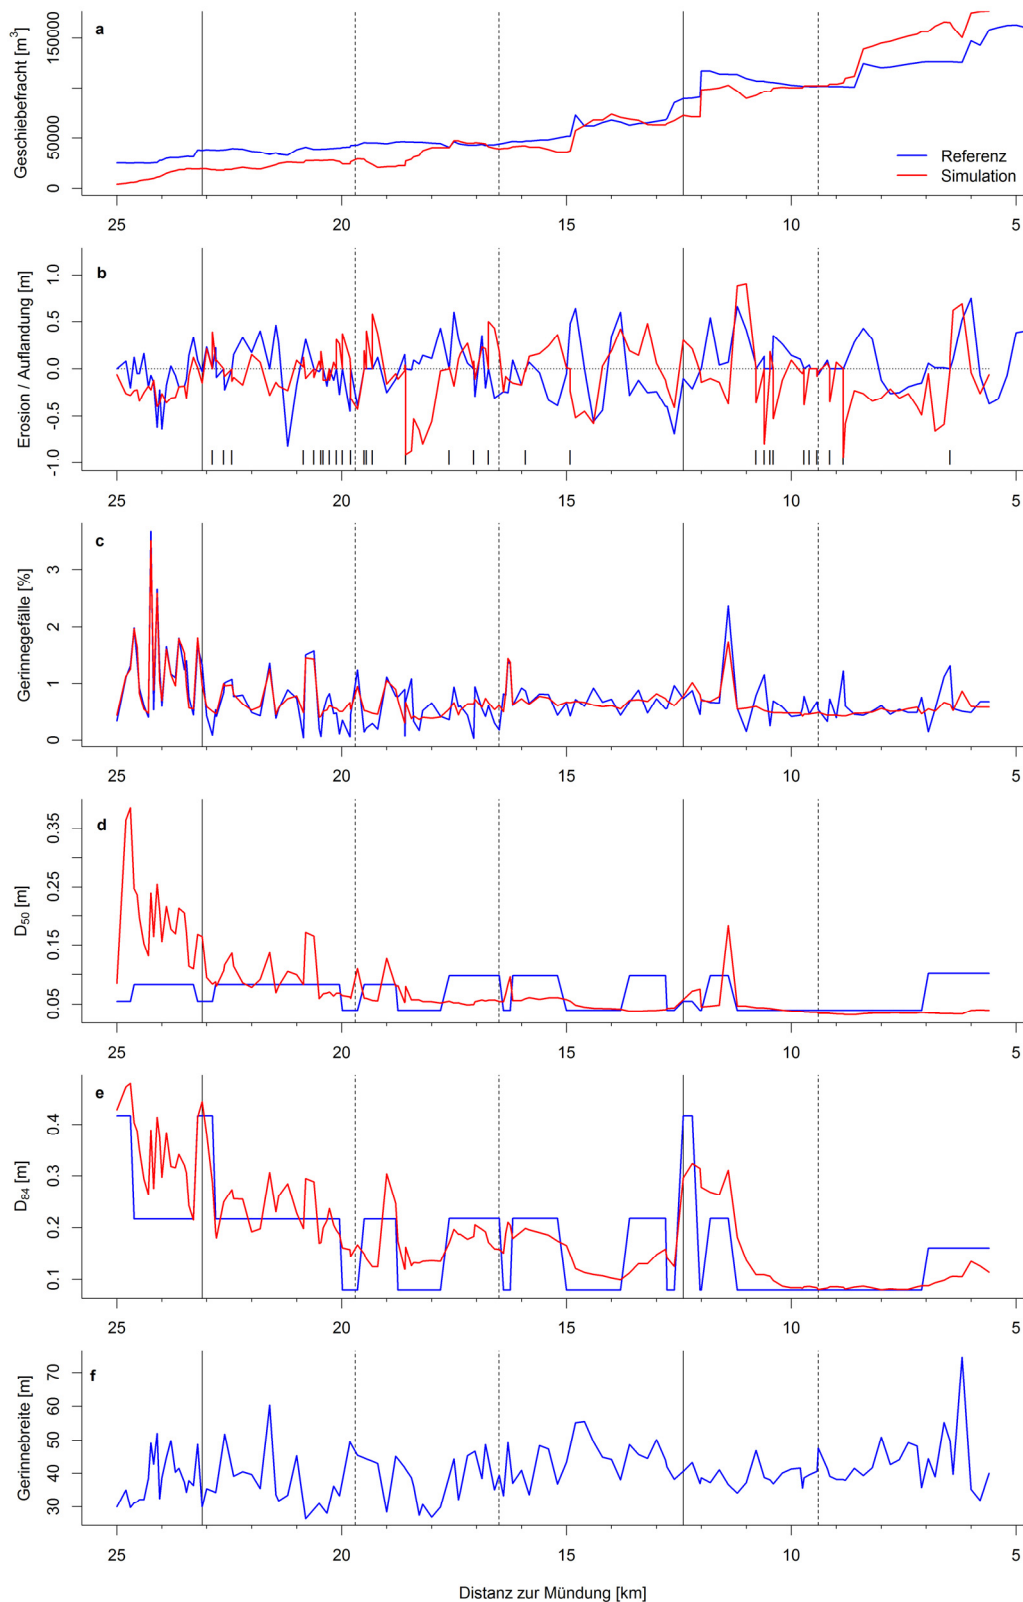 a
Geschiebefracht [m³]
150000
50000
0
Referenz
Simulation
25 20 15 10 5
b
Erosion / Auflandung [m]
1.0
0.5
0.0
-0.5
-1.0
25 20 15 10 5
c
Gerinnegefälle [%]
3
2
1
0
25 20 15 10 5
d
D50 [m]
0.35
0.25
0.15
0.05
25 20 15 10 5
e
D84 [m]
0.4
0.3
0.2
0.1
25 20 15 10 5
f
Gerinnebreite [m]
70
60
50
40
30
25 20 15 10 5
Distanz zur Mündung [km]